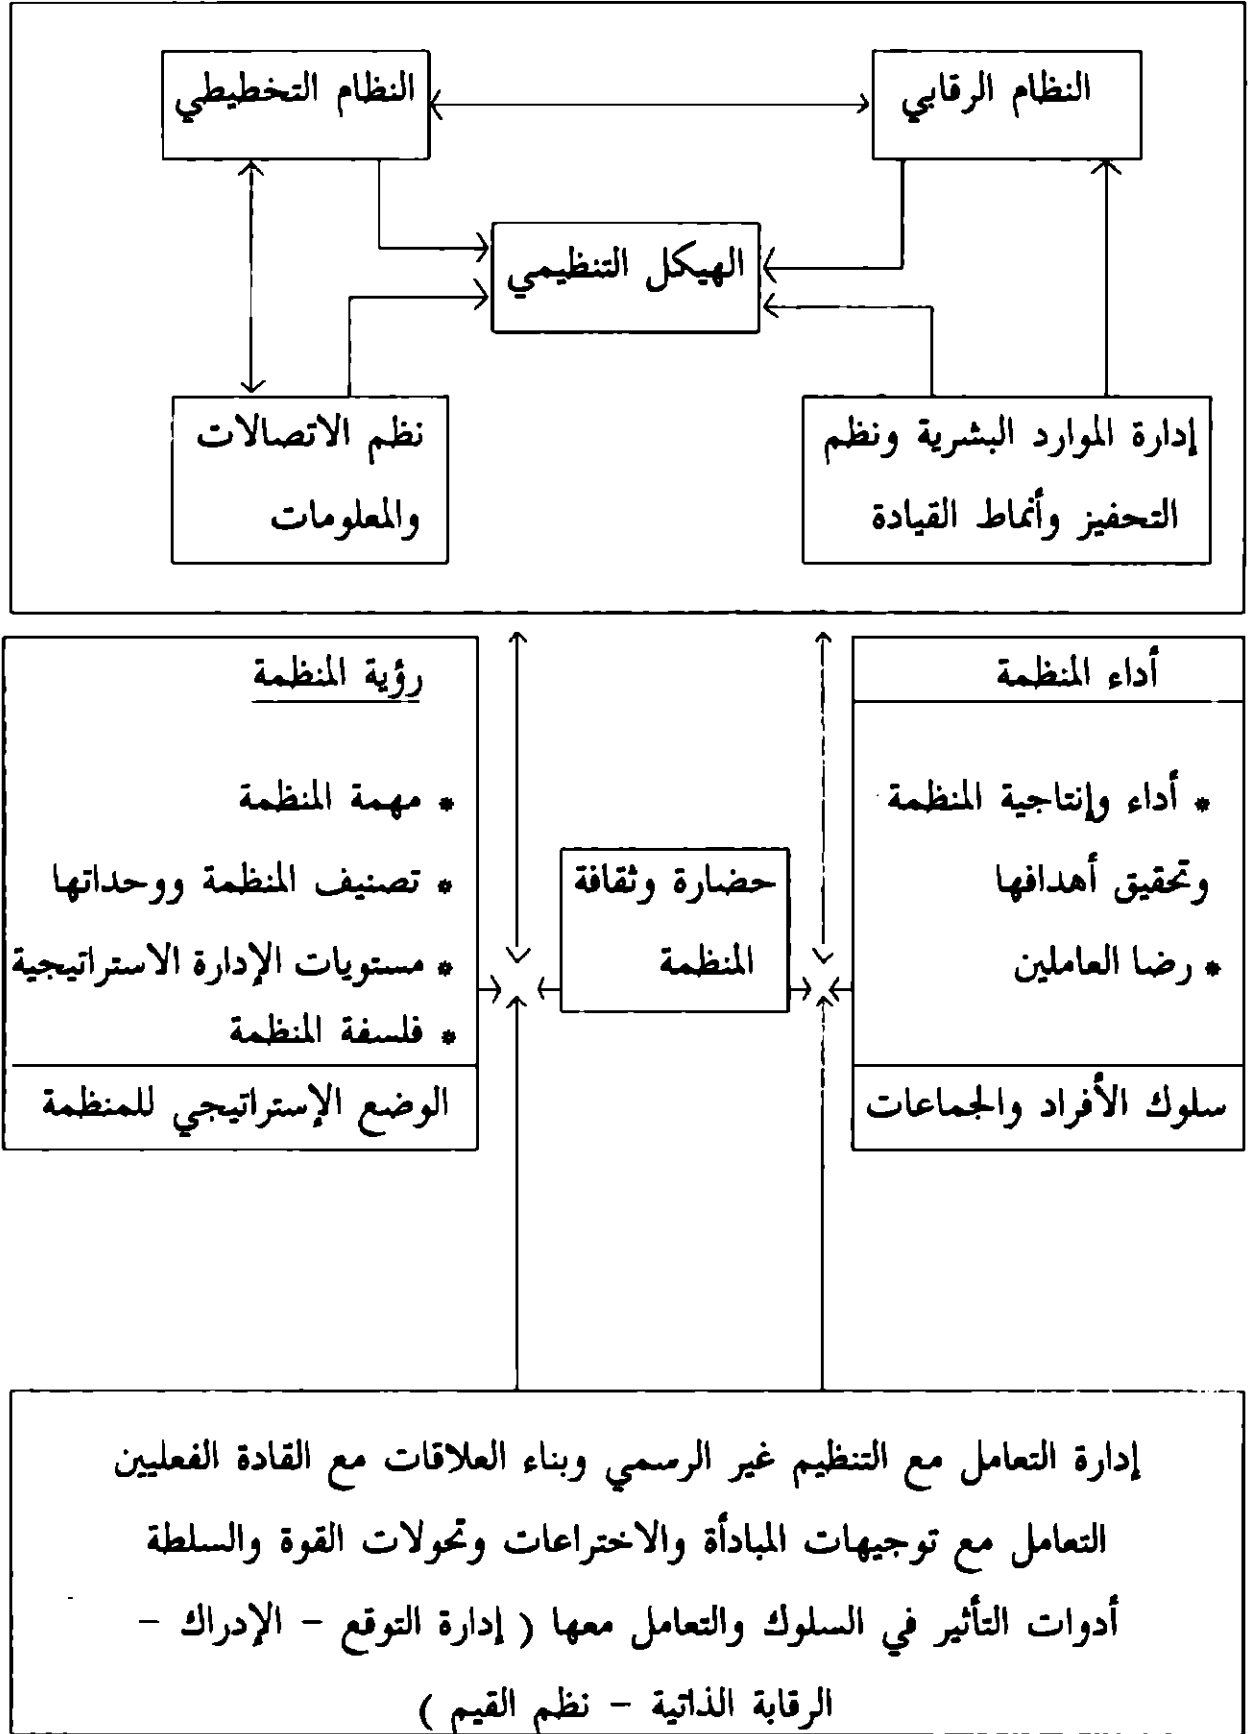 النظام الرقابي
النظام التخطيطي
الهيكل التنظيمي
إدارة الموارد البشرية ونظم
التحفيز وأنماط القيادة
نظم الاتصالات
والمعلومات
أداء المنظمة
* أداء وإنتاجية المنظمة
وتحقيق أهدافها
* رضا العاملين
سلوك الأفراد والجماعات
حضارة وثقافة
المنظمة
رؤية المنظمة
* مهمة المنظمة
* تصنيف المنظمة ووحداتها
* مستويات الإدارة الاستراتيجية
* فلسفة المنظمة
الوضع الإستراتيجي للمنظمة
إدارة التعامل مع التنظيم غير الرسمي وبناء العلاقات مع القادة الفعليين
التعامل مع توجيهات المبادأة والاختراعات وتحولات القوة والسلطة
أدوات التأثير في السلوك والتعامل معها ( إدارة التوقع – الإدراك –
الرقابة الذاتية – نظم القيم )